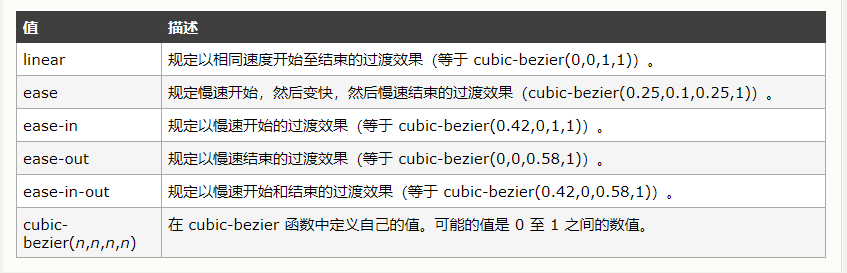 值 描述
linear 规定以相同速度开始至结束的过渡效果（等于 cubic-bezier(0,0,1,1)）。
ease 规定慢速开始，然后变快，然后慢速结束的过渡效果（cubic-bezier(0.25,0.1,0.25,1)）。
ease-in 规定以慢速开始的过渡效果（等于 cubic-bezier(0.42,0,1,1)）。
ease-out 规定以慢速结束的过渡效果（等于 cubic-bezier(0,0,0.58,1)）。
ease-in-out 规定以慢速开始和结束的过渡效果（等于 cubic-bezier(0.42,0,0.58,1)）。
cubic- 在 cubic-bezier 函数中定义自己的值。可能的值是 0 至 1 之间的数值。
bezier(n,n,n,n)